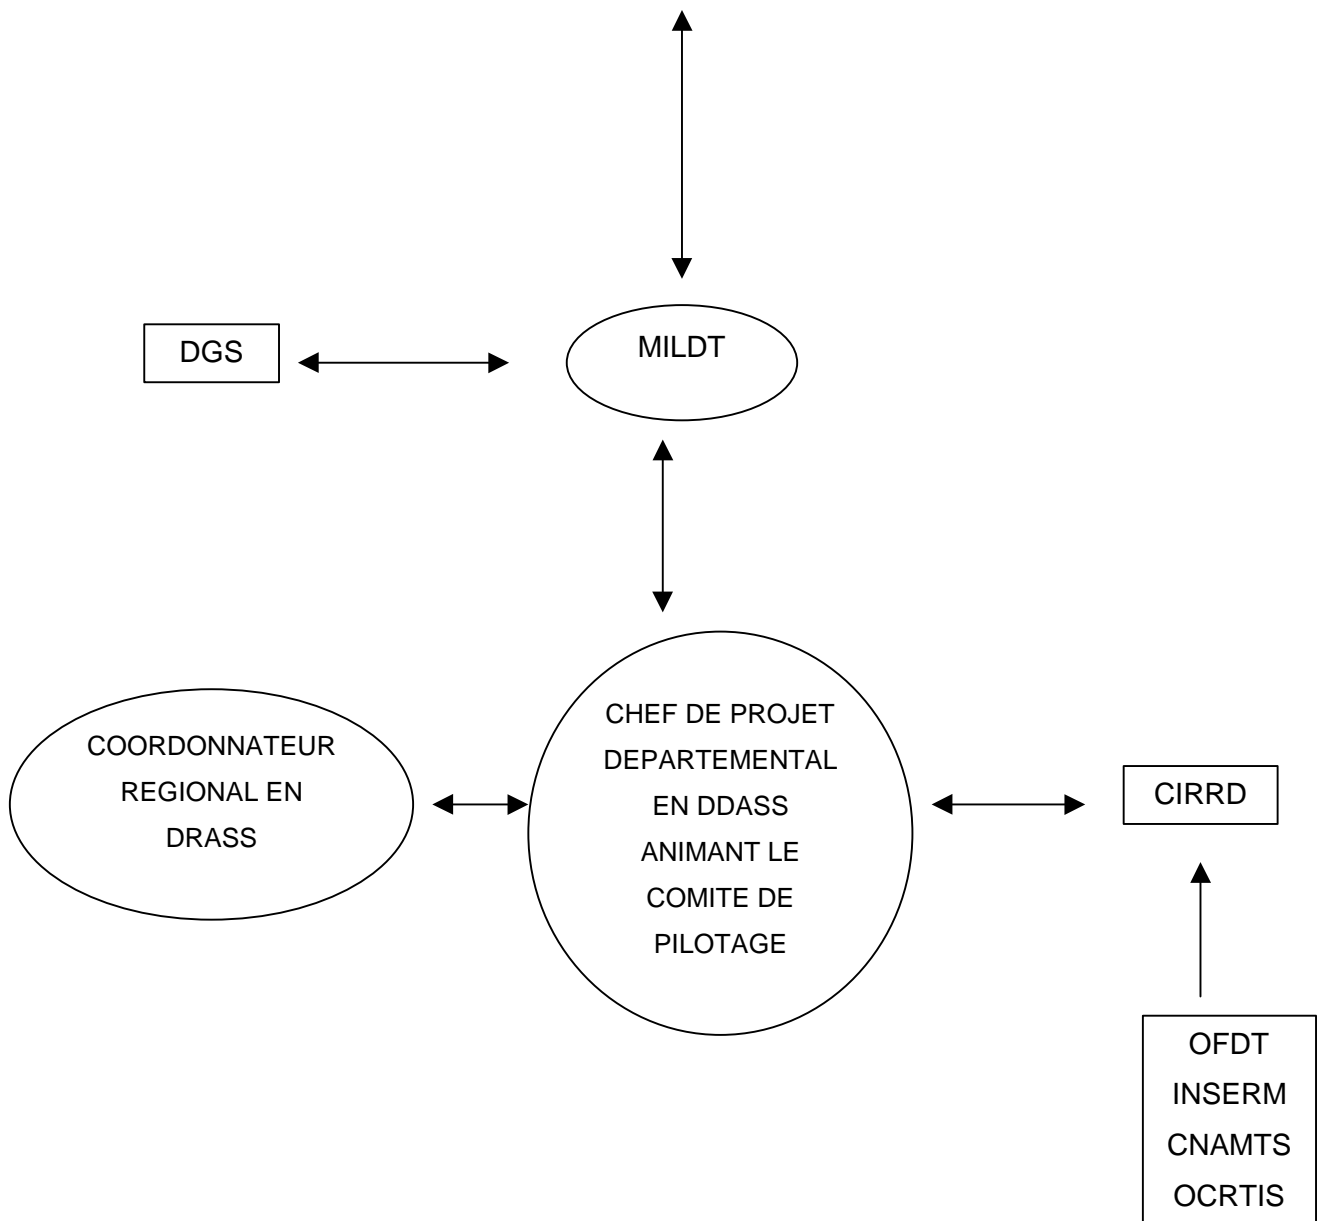 DGS
MILDT
COORDONNATEUR
REGIONAL EN
DRASS
CHEF DE PROJET
DEPARTEMENTAL
EN DDASS
ANIMANT LE
COMITE DE
PILOTAGE
CIRRD
OFDT
INSERM
CNAMTS
OCRTIS